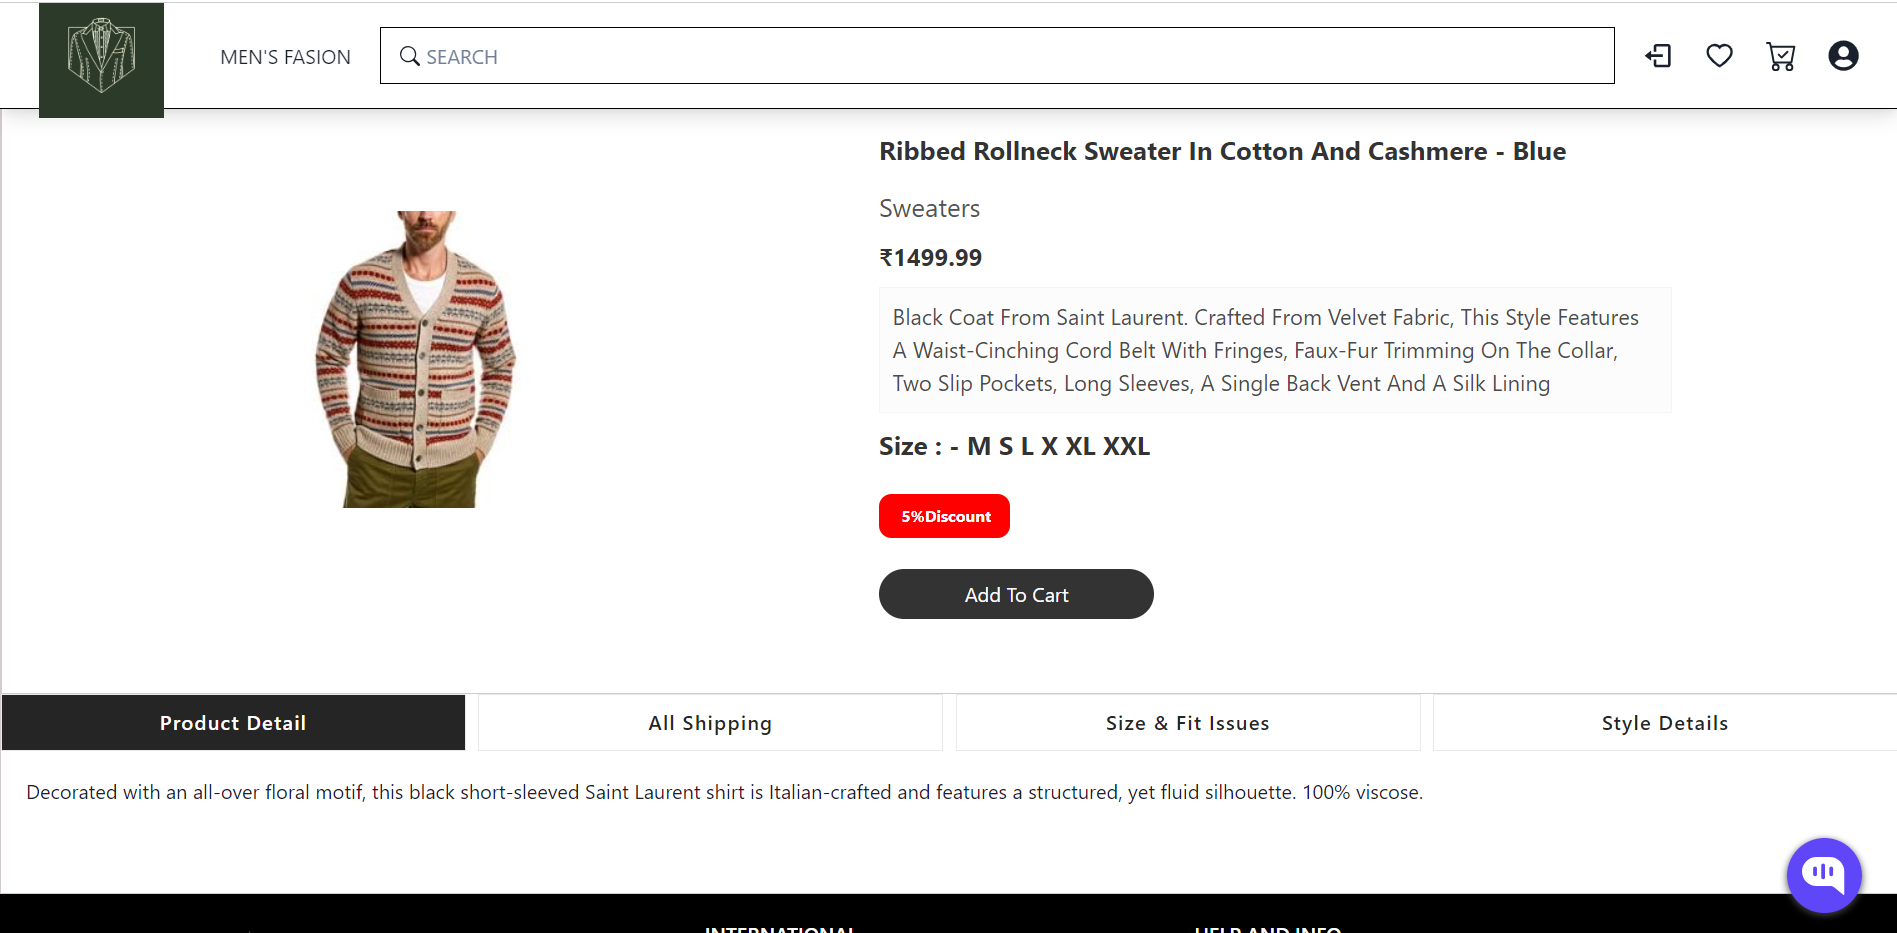 MEN'S FASION
SEARCH
Ribbed Rollneck Sweater In Cotton And Cashmere - Blue
Sweaters
₹1499.99
Black Coat From Saint Laurent. Crafted From Velvet Fabric, This Style Features
A Waist-Cinching Cord Belt With Fringes, Faux-Fur Trimming On The Collar,
Two Slip Pockets, Long Sleeves, A Single Back Vent And A Silk Lining
Size : - M S L X XL XXL
5%Discount
Add To Cart
Product Detail
All Shipping
Size & Fit Issues
Style Details
Decorated with an all-over floral motif, this black short-sleeved Saint Laurent shirt is Italian-crafted and features a structured, yet fluid silhouette. 100% viscose.
INTERNATIONAL
HELP AND INFO